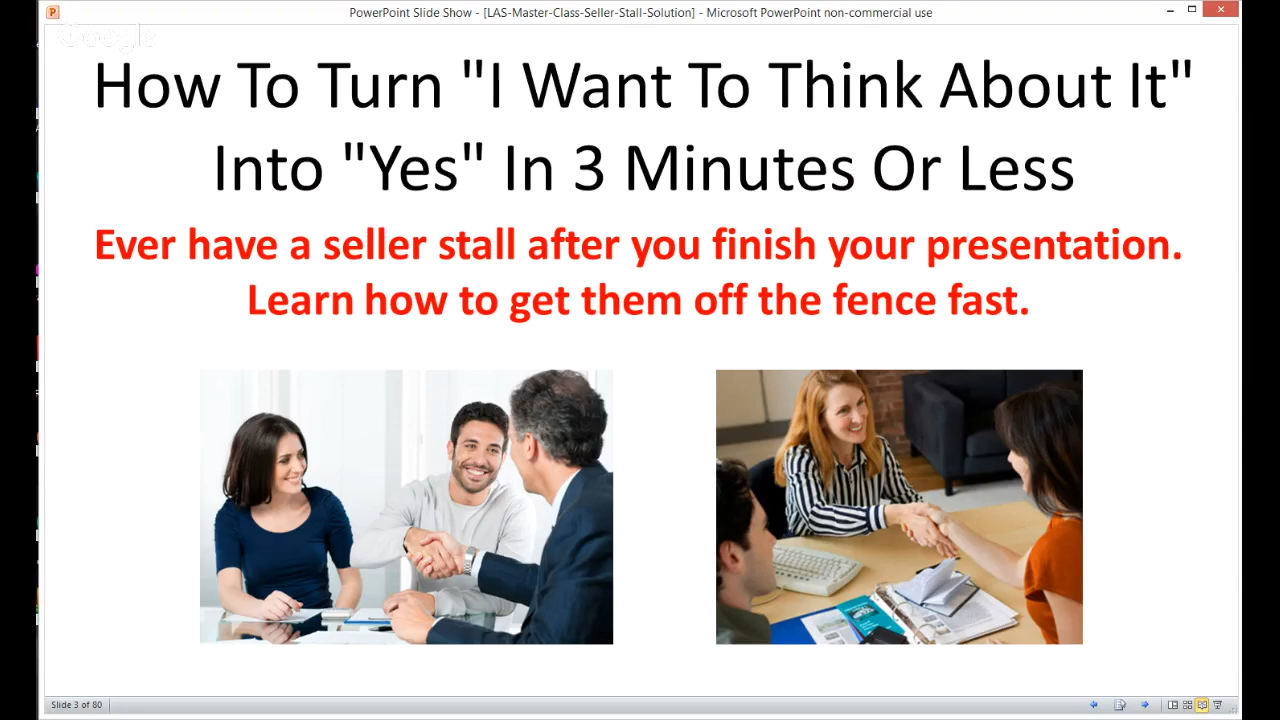 PowerPoint Slide Show - [LAS-Master-Class-Seller-Stall-Solution] - Microsoft PowerPoint non-commercial use
Google
How To Turn "I Want To Think About It"
Into "Yes" In 3 Minutes Or Less
Ever have a seller stall after you finish your presentation.
Learn how to get them off the fence fast.
Slide 3 of 80